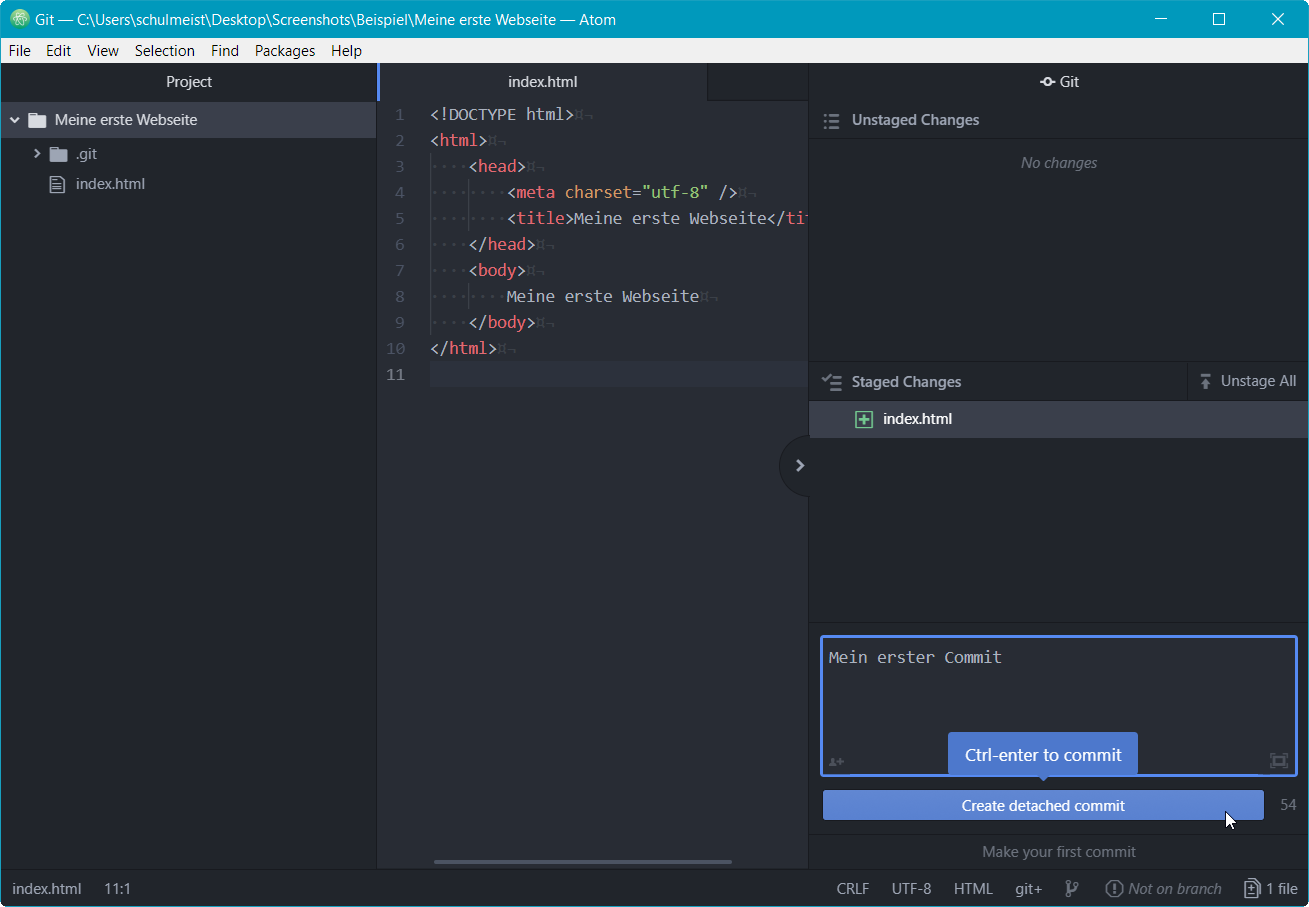 Git — C:\Users\schulmeist\Desktop\Screenshots\Beispiel\Meine erste Webseite — Atom
File Edit View Selection Find Packages Help
Project
Meine erste Webseite
.git
index.html
index.html
1 <!DOCTYPE html>¤¬
2 <html>¤¬
3 ····<head>¤¬
4 ········<meta charset="utf-8" />¤¬
5 ········<title>Meine erste Webseite</tit
6 ····</head>¤¬
7 ····<body>¤¬
8 ········Meine erste Webseite¤¬
9 ····</body>¤¬
10 </html>¤¬
11
Git
Unstaged Changes
No changes
Staged Changes Unstage All
index.html
Mein erster Commit
Ctrl-enter to commit
Create detached commit 54
Make your first commit
index.html 11:1 CRLF UTF-8 HTML git+ Not on branch 1 file